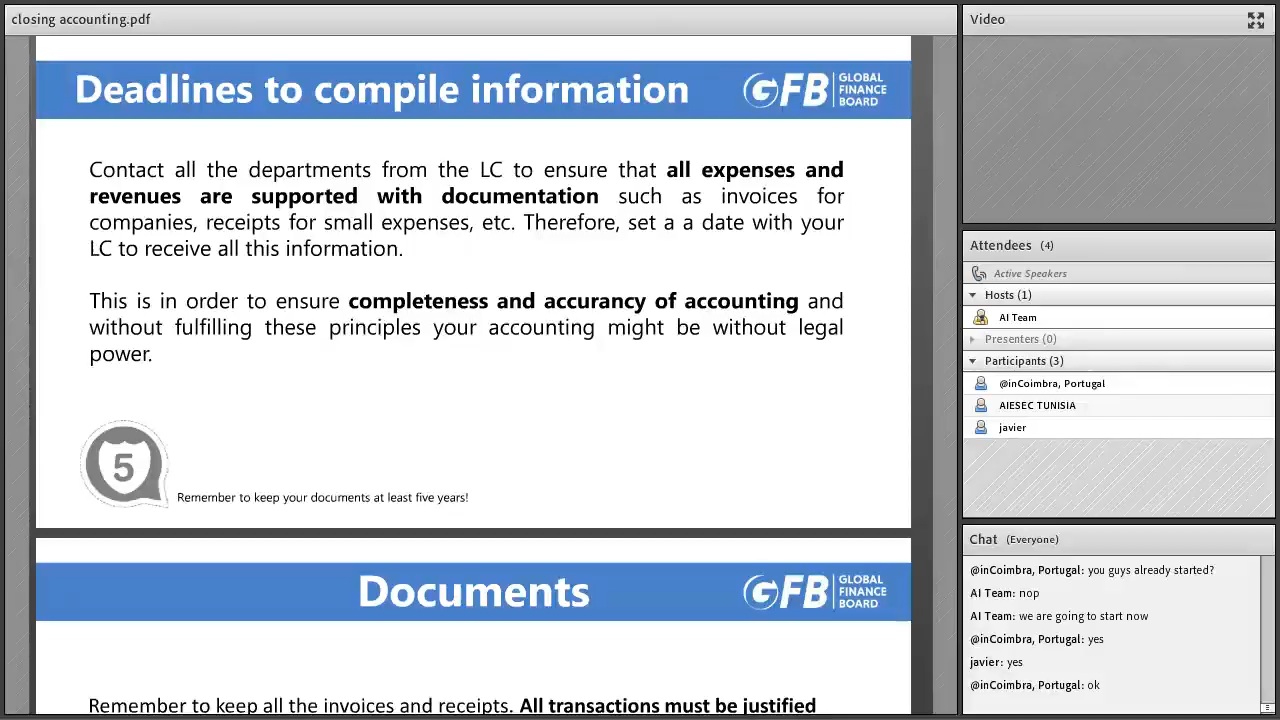 closing accounting.pdf
Deadlines to compile information
GFB GLOBAL
FINANCE
BOARD
Contact all the departments from the LC to ensure that all expenses and
revenues are supported with documentation such as invoices for
companies, receipts for small expenses, etc. Therefore, set a a date with your
LC to receive all this information.
This is in order to ensure completeness and accurancy of accounting and
without fulfilling these principles your accounting might be without legal
power.
5
Remember to keep your documents at least five years!
Documents
GFB GLOBAL
FINANCE
BOARD
Remember to keep all the invoices and receipts. All transactions must be justified
Video
Attendees (4)
Active Speakers
Hosts (1)
AI Team
Presenters (0)
Participants (3)
@inCoimbra, Portugal
AIESEC TUNISIA
javier
Chat (Everyone)
@inCoimbra, Portugal: you guys already started?
AI Team: nop
AI Team: we are going to start now
@inCoimbra, Portugal: yes
javier: yes
@inCoimbra, Portugal: ok